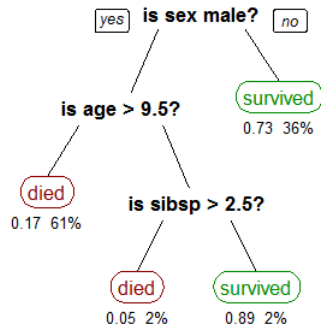 yes is sex male? no
is age > 9.5?
survived
0.73 36%
died
0.17 61%
is sibsp > 2.5?
died survived
0.05 2% 0.89 2%